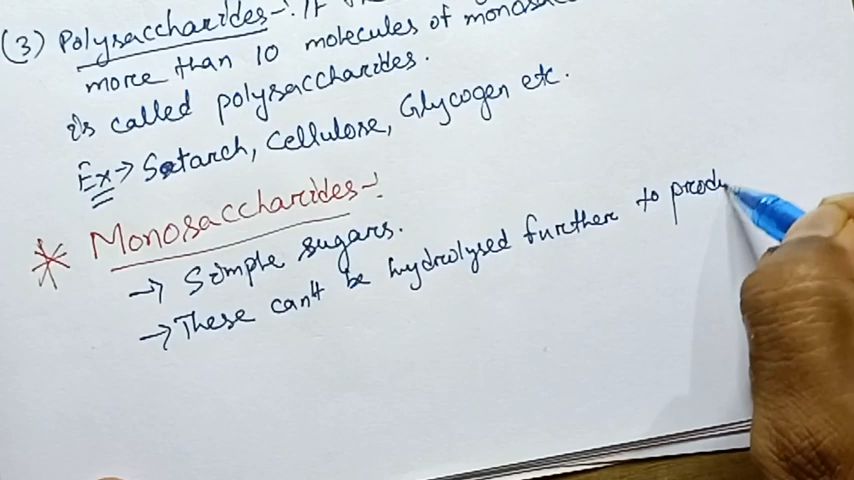 (3) Polysaccharides -: If
more than 10 molecules of
is called polysaccharides.
Ex → Starch, Cellulose, Glycogen etc.
* Monosaccharides -:
→ Simple sugars.
→ These can't be hydrolysed further to produ